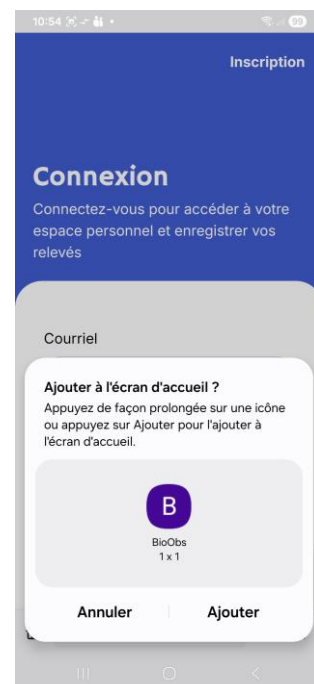 10:54
99
Inscription
Connexion
Connectez-vous pour accéder à votre
espace personnel et enregistrer vos
relevés
Courriel
Ajouter à l'écran d'accueil ?
Appuyez de façon prolongée sur une icône
ou appuyez sur Ajouter pour l'ajouter à
l'écran d'accueil.
B
BioObs
1 x 1
Annuler
Ajouter